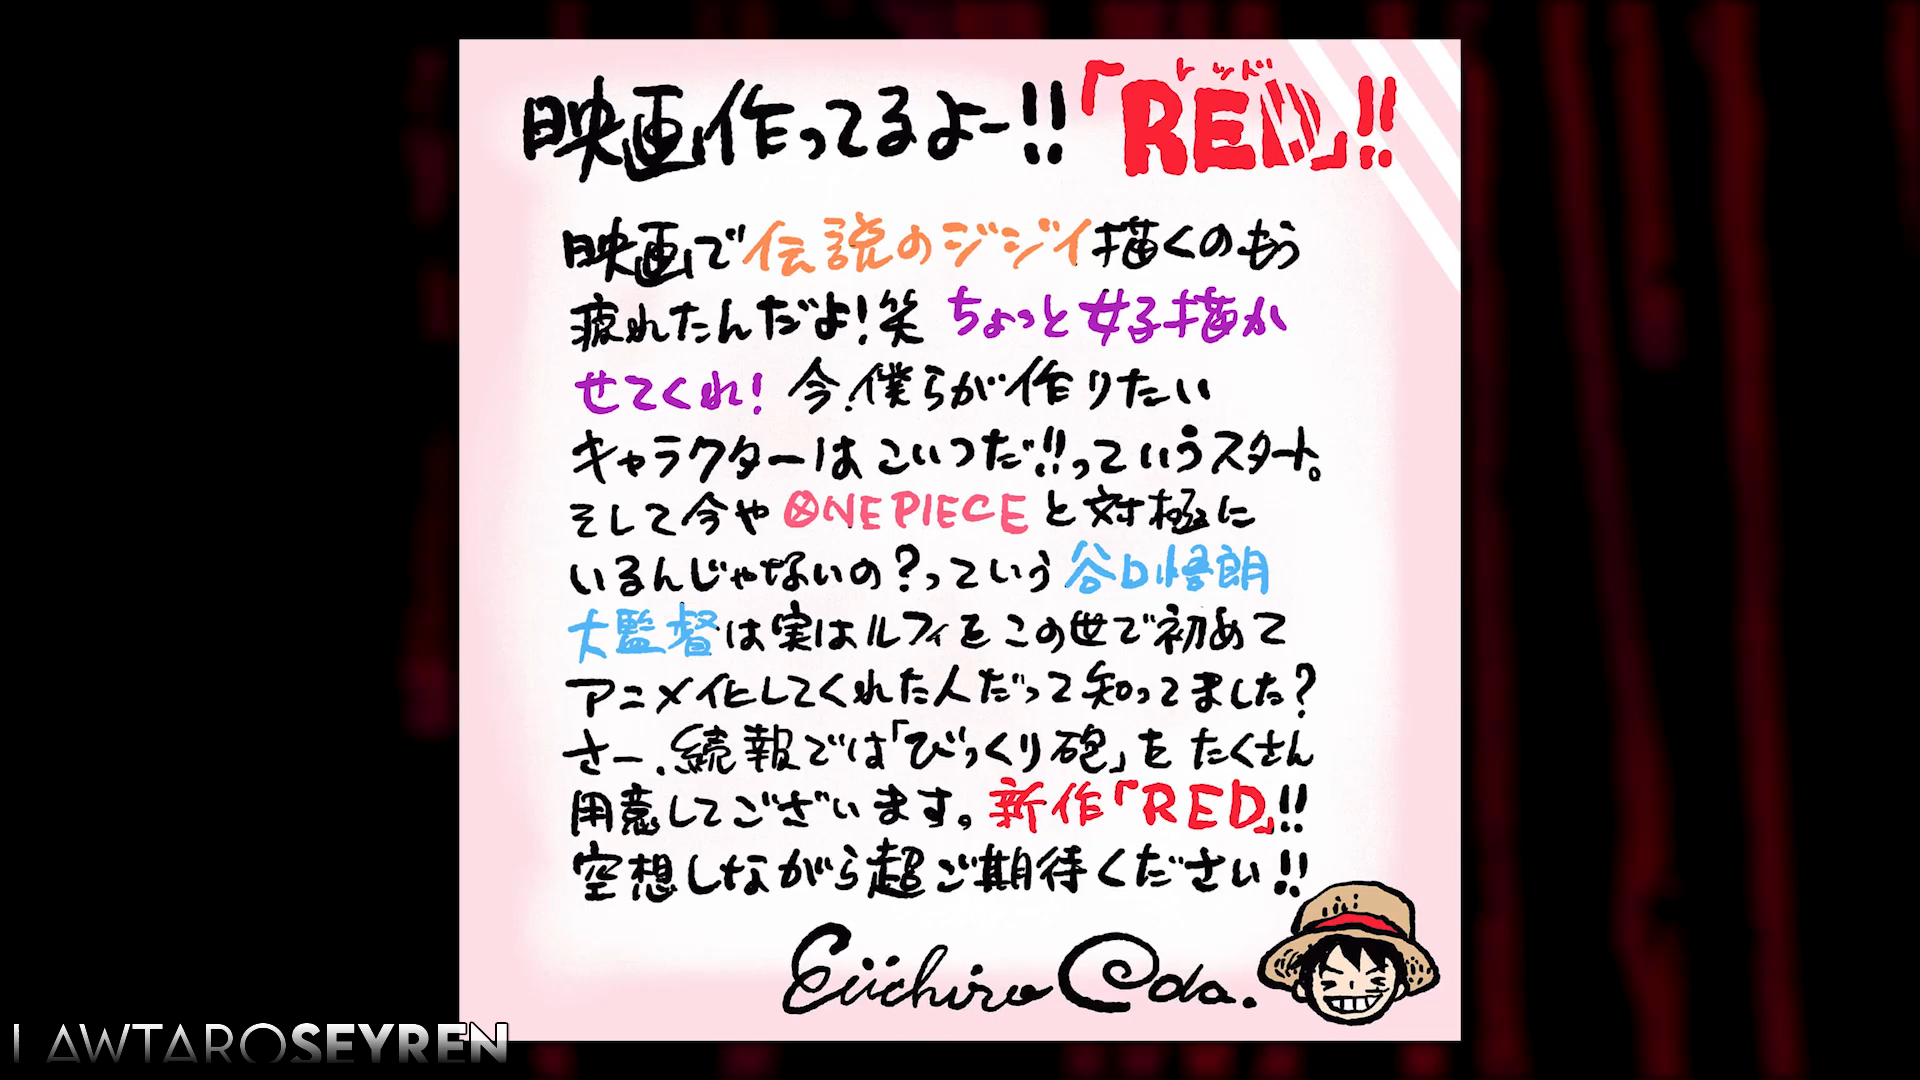 映画作ってるよー!!「RED」!!
レッド
映画で伝説のジジイ描くのもう
疲れたんだよ!笑 ちょっと女子描か
せてくれ! 今、僕らが作りたい
キャラクターはこいつだ!!っていうスタート。
そして今や ONE PIECE と対極に
いるんじゃないの?っていう谷口悟朗
大監督は実はルフィをこの世で初めて
アニメ化してくれた人だって知ってました?
さー、続報では「びっくり砲」をたくさん
用意してございます。新作「RED」!!
空想しながら超ご期待ください!!
Eiichiro Oda.
LAWTAROSEYREN